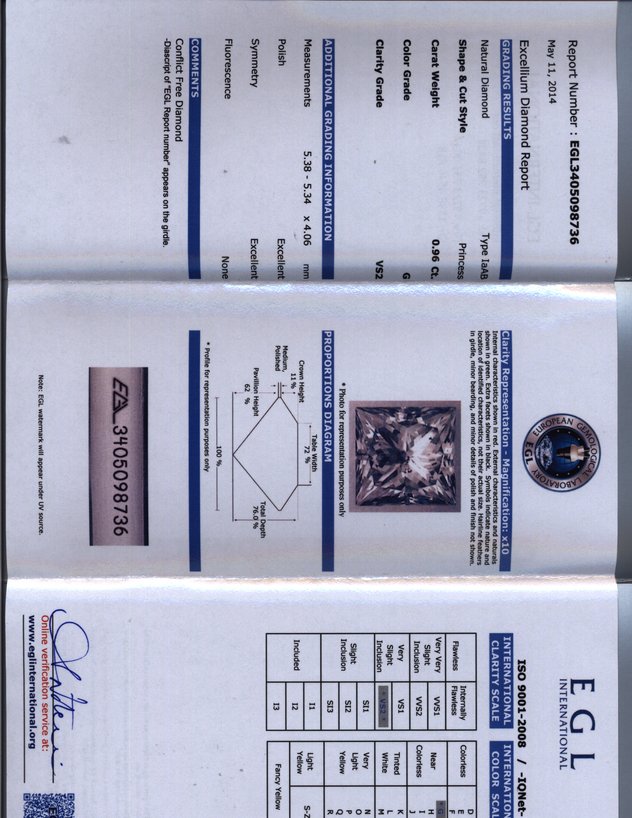 Report Number : EGL3405098736
May 11, 2014
Excellium Diamond Report
GRADING RESULTS
Natural Diamond Type IaAB
Shape & Cut Style Princess
Carat Weight 0.96 Ct.
Color Grade G
Clarity Grade VS2
ADDITIONAL GRADING INFORMATION
Measurements 5.38 - 5.34 x 4.06 mm
Polish Excellent
Symmetry Excellent
Fluorescence None
COMMENTS
Conflict Free Diamond
-Diascript of "EGL Report number" appears on the girdle.
EUROPEAN GEMOLOGICAL LABORATORY
EGL
Clarity Representation - Magnification: x10
Internal characteristics shown in red. External characteristics and naturals
shown in green. Extra facets shown in black. Symbols indicate nature and
location of identified characteristics, not their actual size. Hairline feathers
in girdle, minor bearding, and minor details of polish and finish not shown.
* Photo for representation purposes only
PROPORTIONS DIAGRAM
Table Width
72 %
Crown Height
11 %
Medium,
Polished
Pavilion Height
62 %
Total Depth
76.0 %
100 %
* Profile for representation purposes only
EGL 3405098736
Note: EGL watermark will appear under UV source.
EGL
INTERNATIONAL
ISO 9001-2008 / -IQNet-
INTERNATIONAL
CLARITY SCALE
Flawless
Internally
Flawless
Very Very
Slight
Inclusion
VVS1
VVS2
Very
Slight
Inclusion
VS1
* VS2 *
Slight
Inclusion
SI1
SI2
SI3
Included
I1
I2
I3
INTERNATIONAL
COLOR SCAL
Colorless
D
E
F
Near
Colorless
* G
H
I
J
Tinted
White
K
L
M
Very
Light
Yellow
N
O
P
Q
R
Light
Yellow
S-Z
Fancy Yellow
Online verification service at:
www.eglinternational.org